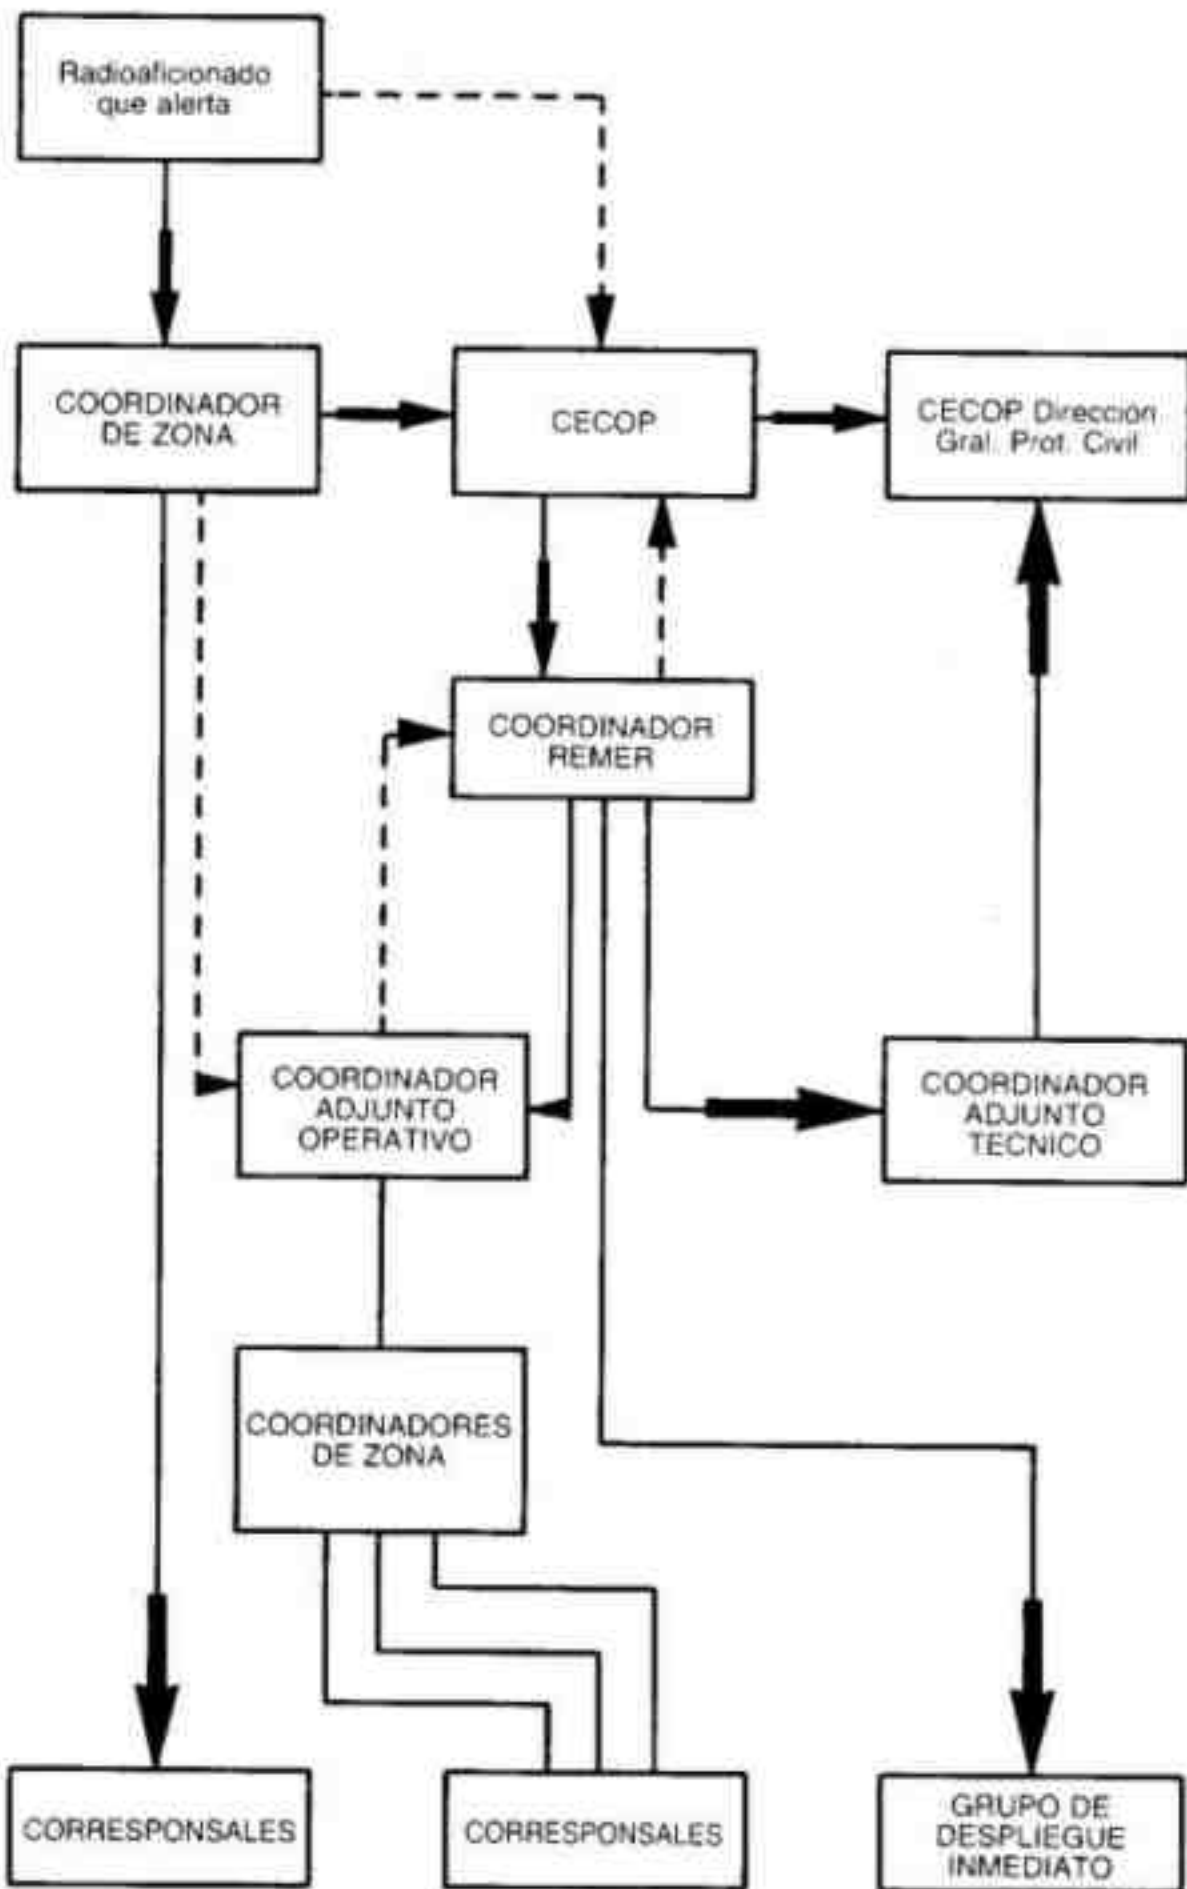 Radioaficionado
que alerta
COORDINADOR
DE ZONA
CECOP
CECOP Dirección
Gral. Prot. Civil
COORDINADOR
REMER
COORDINADOR
ADJUNTO
OPERATIVO
COORDINADOR
ADJUNTO
TECNICO
COORDINADORES
DE ZONA
CORRESPONSALES
CORRESPONSALES
GRUPO DE
DESPLIEGUE
INMEDIATO